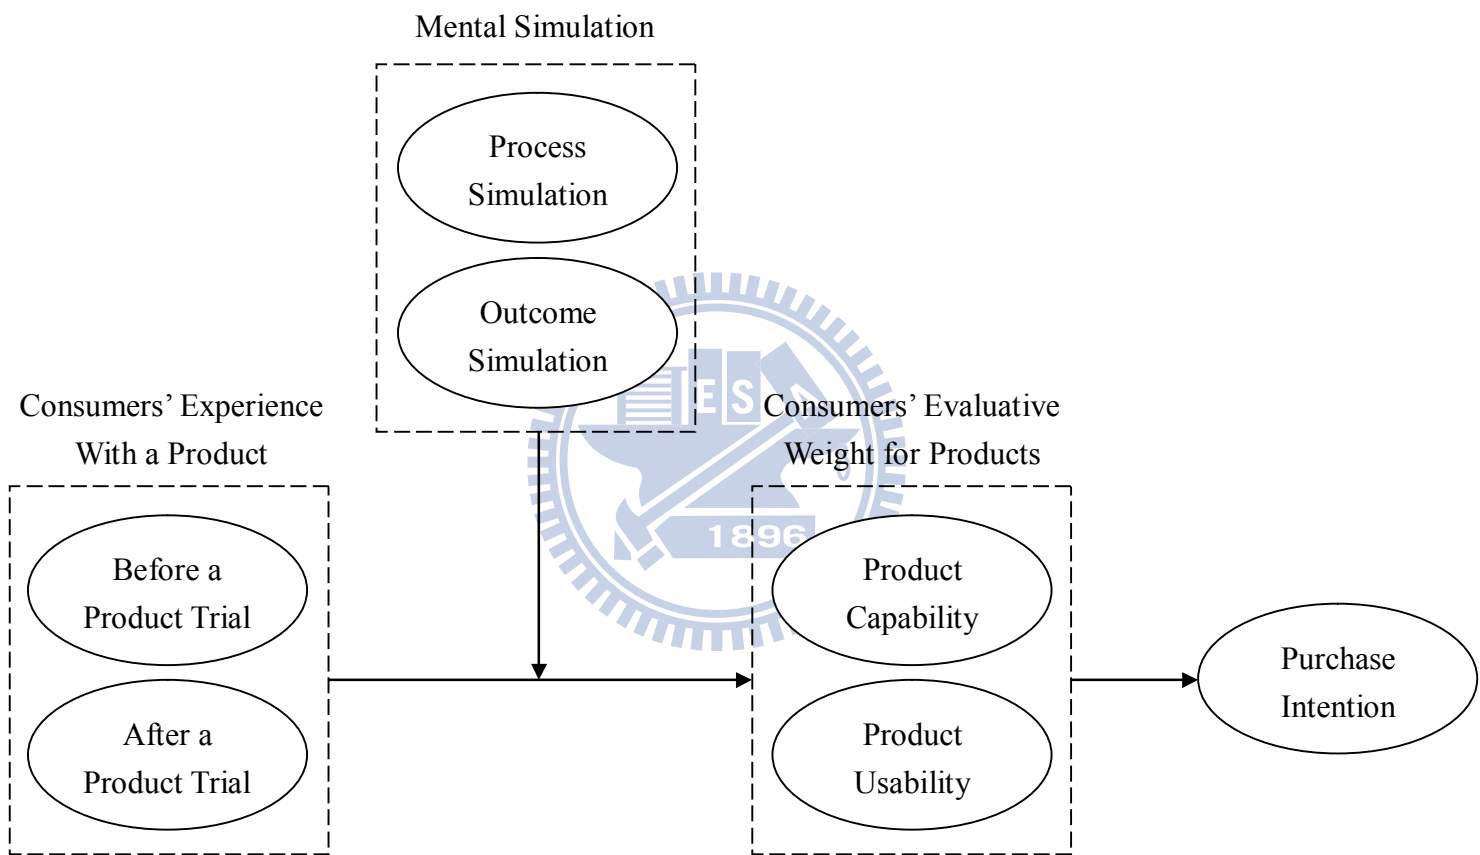 Mental Simulation
Process
Simulation
Outcome
Simulation
Consumers’ Experience
With a Product
Before a
Product Trial
After a
Product Trial
Consumers’ Evaluative
Weight for Products
Product
Capability
Product
Usability
Purchase
Intention
E S
1896